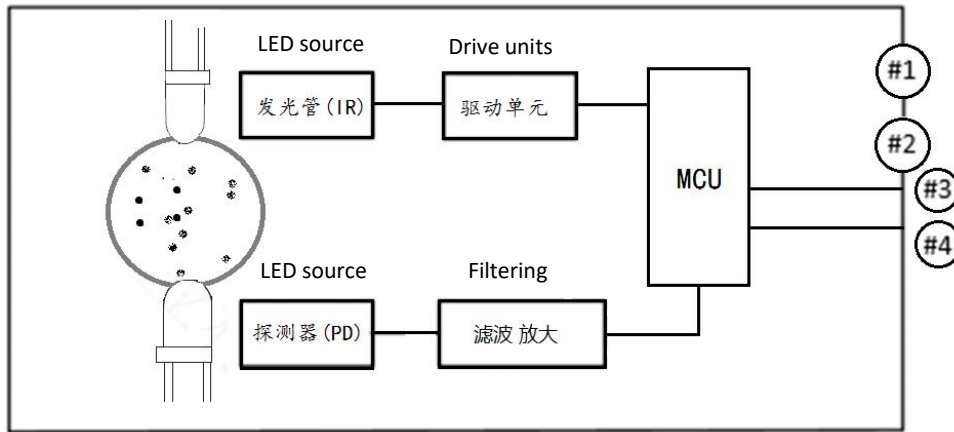 LED source
Drive units
发光管(IR)
驱动单元
MCU
#1
#2
#3
#4
LED source
Filtering
探测器(PD)
滤波 放大